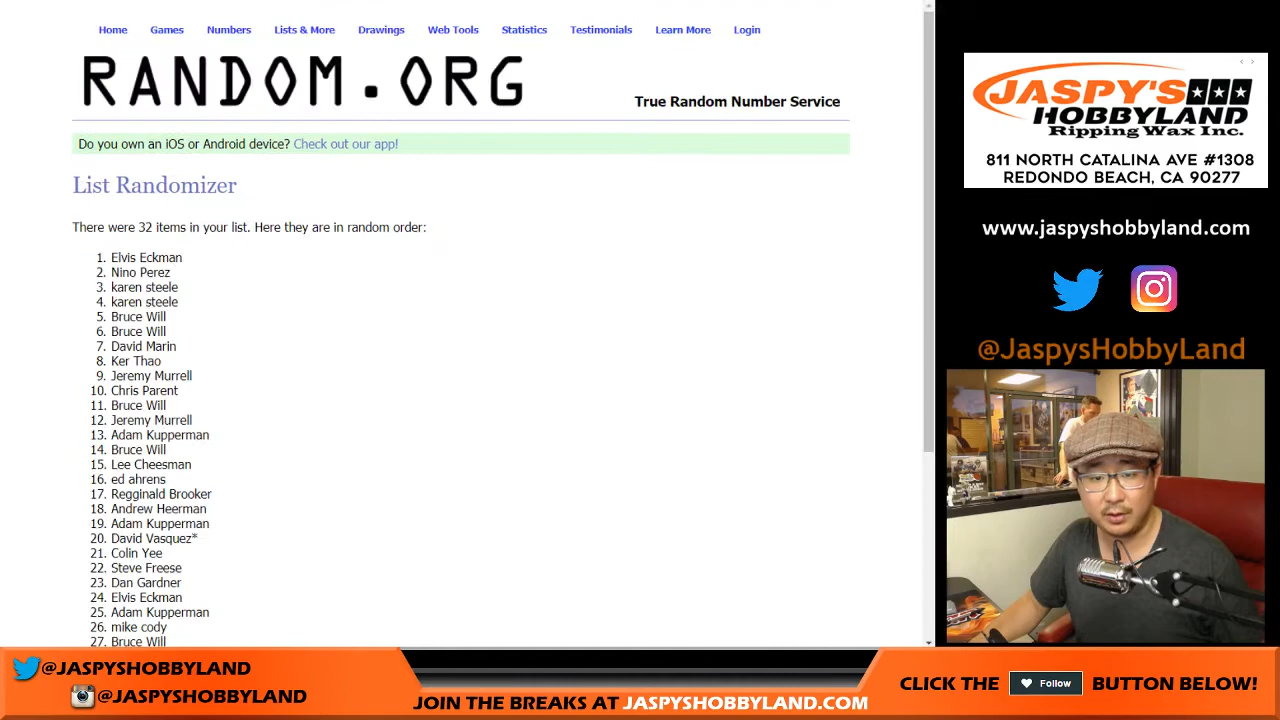 Home Games Numbers Lists & More Drawings Web Tools Statistics Testimonials Learn More Login
RANDOM.ORG
True Random Number Service
Do you own an iOS or Android device? Check out our app!
List Randomizer
There were 32 items in your list. Here they are in random order:
1. Elvis Eckman
2. Nino Perez
3. karen steele
4. karen steele
5. Bruce Will
6. Bruce Will
7. David Marin
8. Ker Thao
9. Jeremy Murrell
10. Chris Parent
11. Bruce Will
12. Jeremy Murrell
13. Adam Kupperman
14. Bruce Will
15. Lee Cheesman
16. ed ahrens
17. Regginald Brooker
18. Andrew Heerman
19. Adam Kupperman
20. David Vasquez*
21. Colin Yee
22. Steve Freese
23. Dan Gardner
24. Elvis Eckman
25. Adam Kupperman
26. mike cody
27. Bruce Will
JASPY'S
HOBBYLAND
Ripping Wax Inc.
811 NORTH CATALINA AVE #1308
REDONDO BEACH, CA 90277
www.jaspyshobbyland.com
@JaspysHobbyLand
@JASPYSHOBBYLAND
@JASPYSHOBBYLAND
JOIN THE BREAKS AT JASPYSHOBBYLAND.COM
CLICK THE Follow BUTTON BELOW!